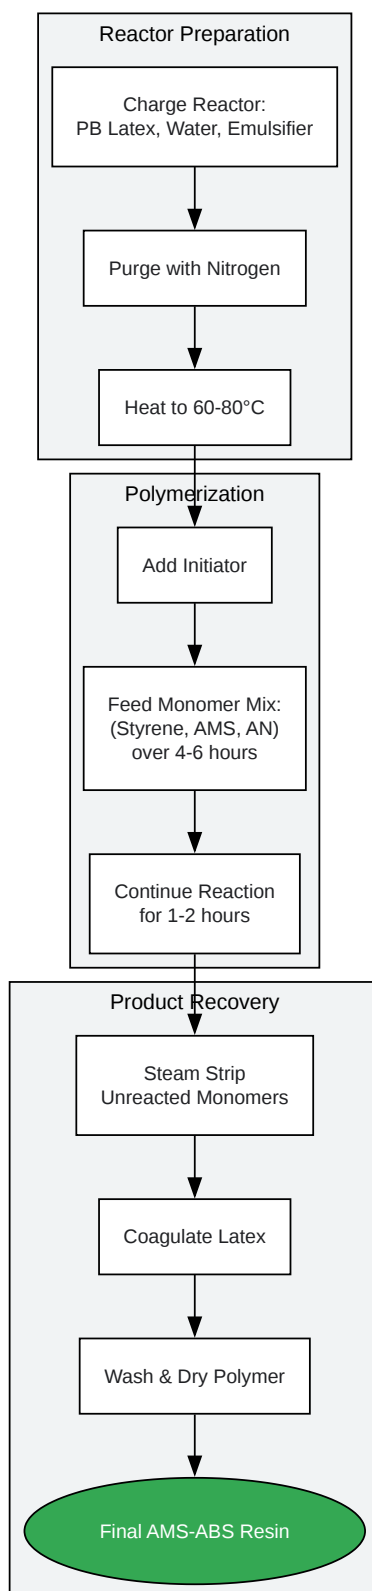 Reactor Preparation
Charge Reactor:
PB Latex, Water, Emulsifier
Purge with Nitrogen
Heat to 60-80°C
Polymerization
Add Initiator
Feed Monomer Mix:
(Styrene, AMS, AN)
over 4-6 hours
Continue Reaction
for 1-2 hours
Product Recovery
Steam Strip
Unreacted Monomers
Coagulate Latex
Wash & Dry Polymer
Final AMS-ABS Resin